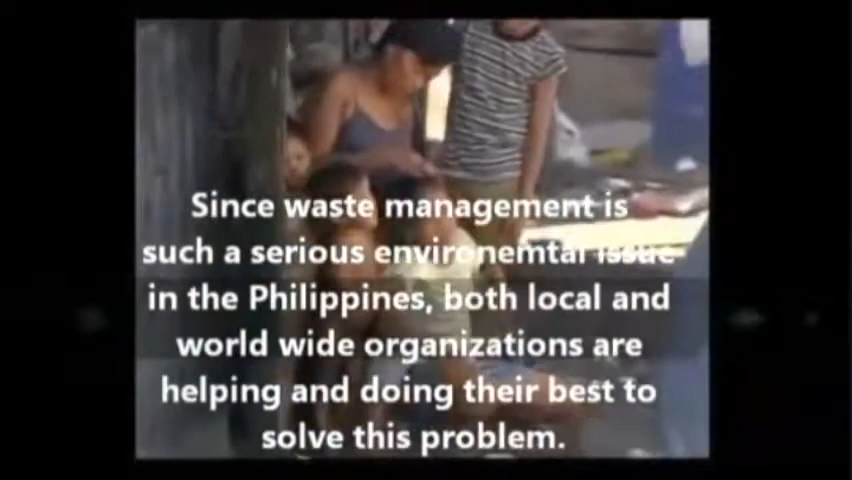 Since waste management is
such a serious environemtal issue
in the Philippines, both local and
world wide organizations are
helping and doing their best to
solve this problem.